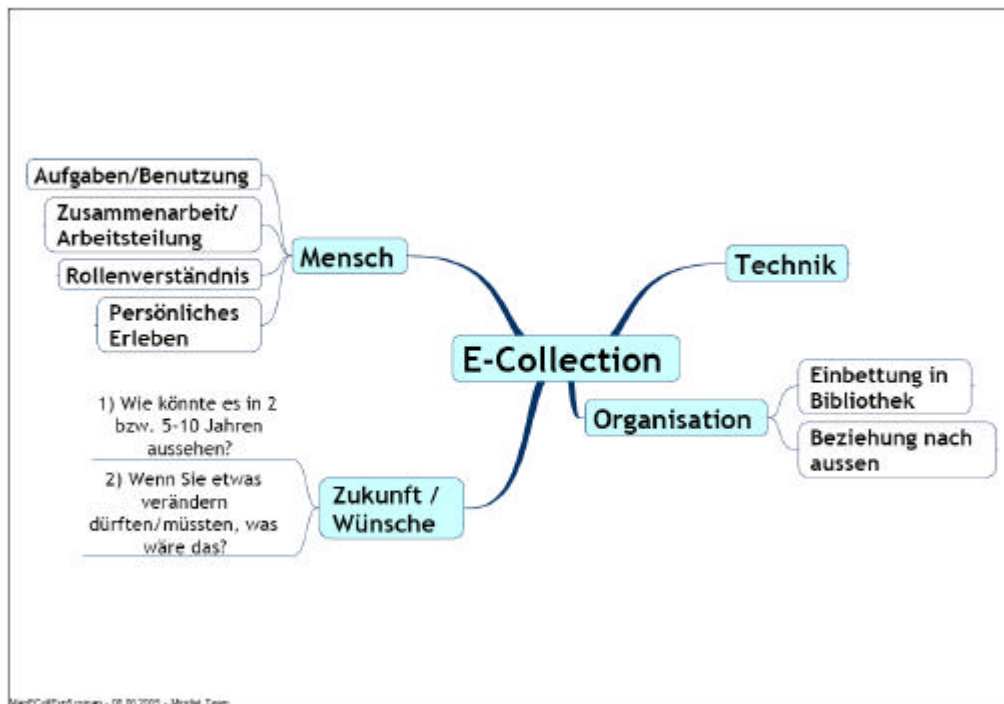 Aufgaben/Benutzung
Zusammenarbeit/
Arbeitsteilung
Rollenverständnis
Persönliches
Erleben
Mensch
Technik
E-Collection
Einbettung in
Bibliothek
Organisation
Beziehung nach
aussen
1) Wie könnte es in 2
bzw. 5-10 Jahren
aussehen?
2) Wenn Sie etwas
verändern
dürften/müssten, was
wäre das?
Zukunft /
Wünsche